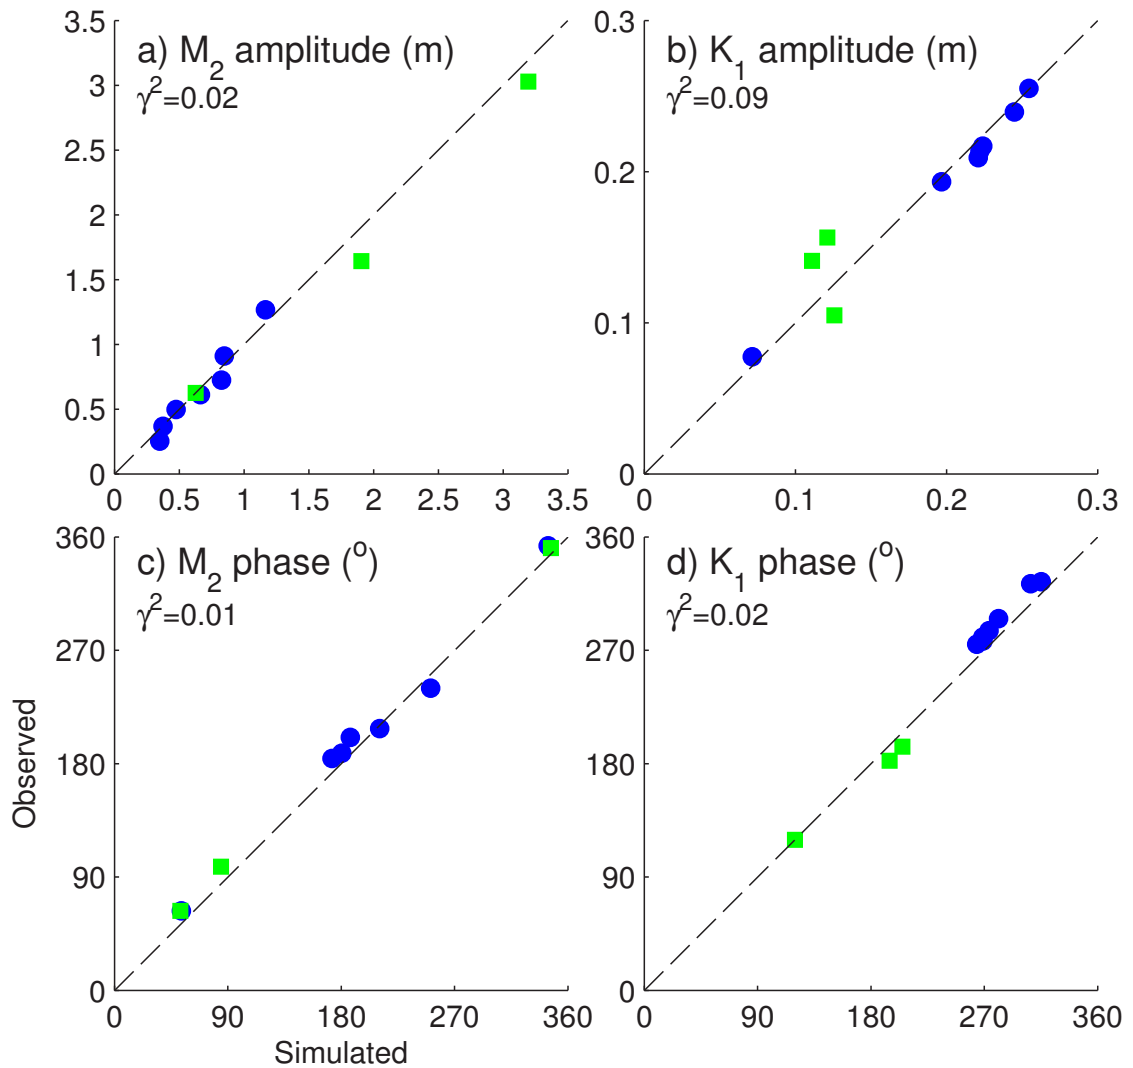 a) M2 amplitude (m)
γ2=0.02
3.5
3
2.5
2
1.5
1
0.5
0
0 0.5 1 1.5 2 2.5 3 3.5
b) K1 amplitude (m)
γ2=0.09
0.3
0.2
0.1
0
0 0.1 0.2 0.3
c) M2 phase (o)
γ2=0.01
360
270
180
90
0
0 90 180 270 360
Observed
Simulated
d) K1 phase (o)
γ2=0.02
360
270
180
90
0
0 90 180 270 360